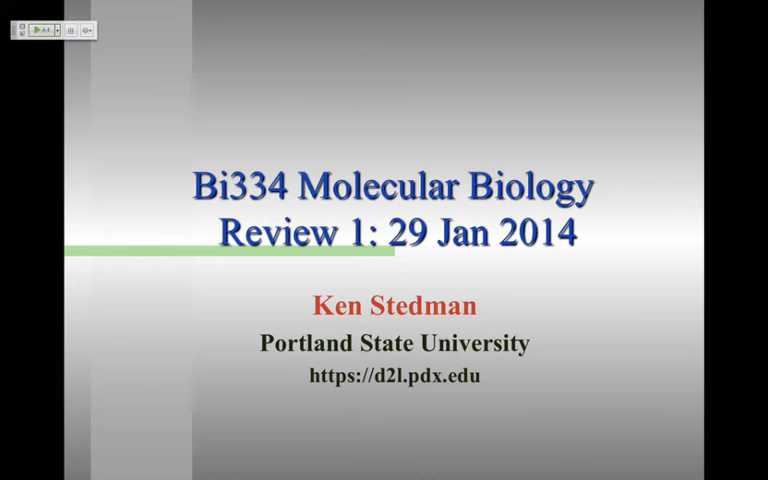 Bi334 Molecular Biology
Review 1: 29 Jan 2014
Ken Stedman
Portland State University
https://d2l.pdx.edu